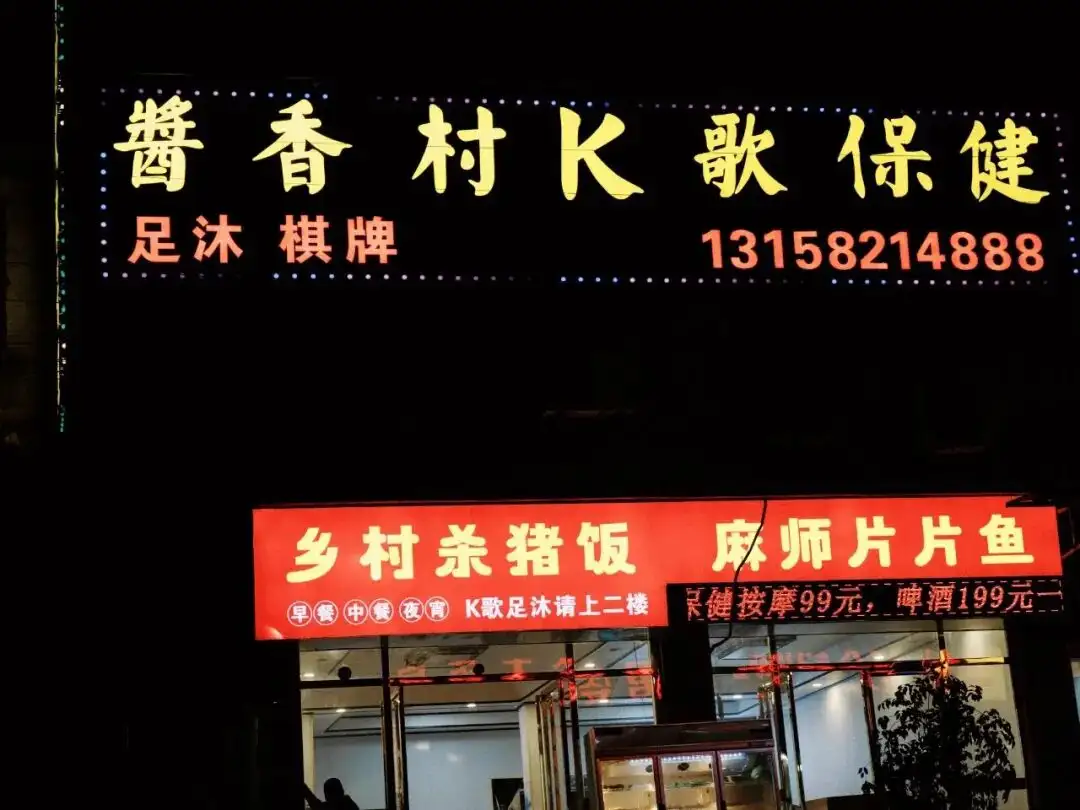 醬香村K歌保健
足沐 棋牌 13158214888
乡村杀猪饭 麻师片片鱼
早餐 中餐 夜宵 K歌足沐请上二楼
保健按摩99元，啤酒199元一